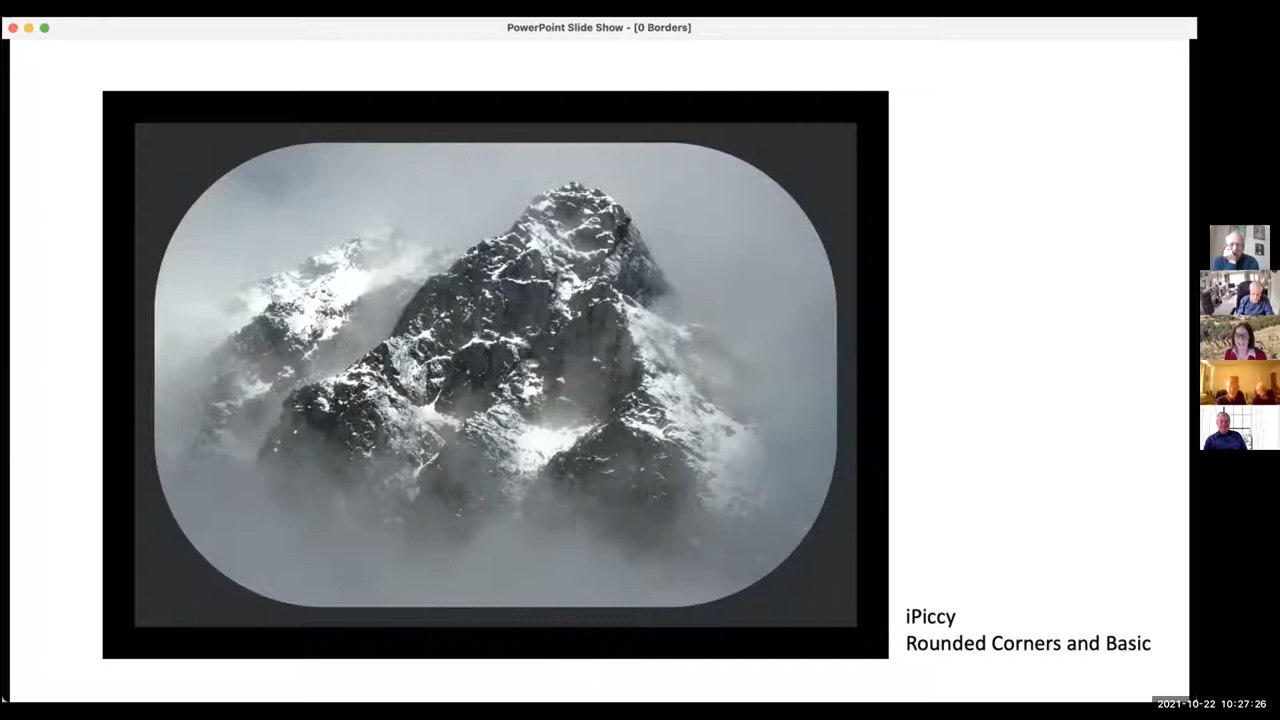 PowerPoint Slide Show - [0 Borders]
iPiccy
Rounded Corners and Basic
2021-10-22 10:27:26